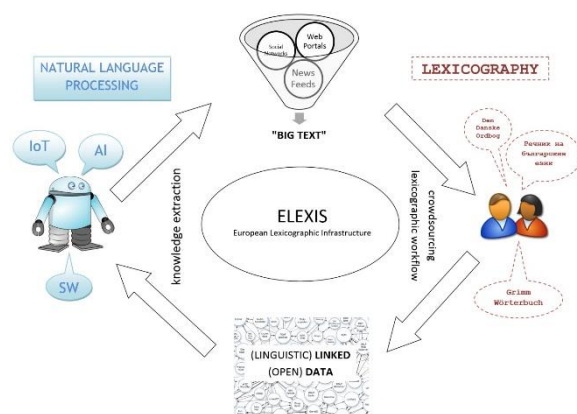 NATURAL LANGUAGE
PROCESSING
Social
Networks
Web
Portals
News
Feeds
"BIG TEXT"
LEXICOGRAPHY
IoT
AI
SW
Den
Danske
Ordbog
Речник на
българския
език
Grimm
Wörterbuch
knowledge extraction
ELEXIS
European Lexicographic Infrastructure
crowdsourcing
lexicographic workflow
(LINGUISTIC) LINKED
(OPEN) DATA